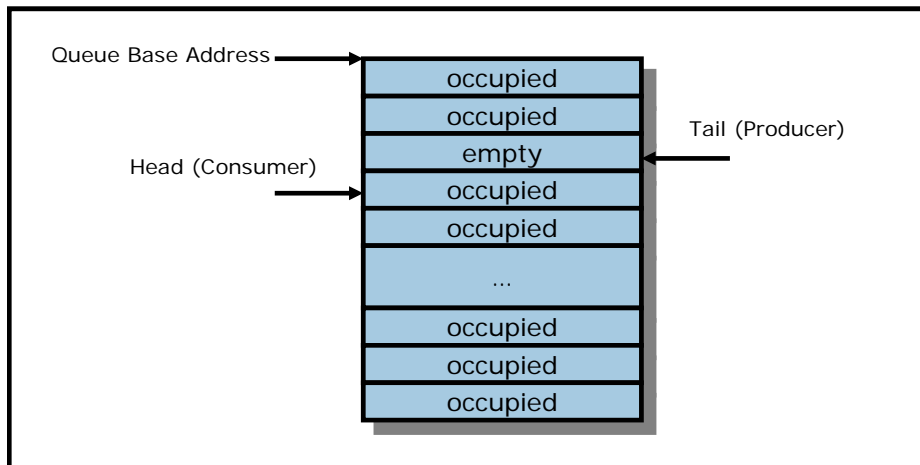 Queue Base Address
occupied
occupied
Tail (Producer)
empty
Head (Consumer)
occupied
occupied
...
occupied
occupied
occupied